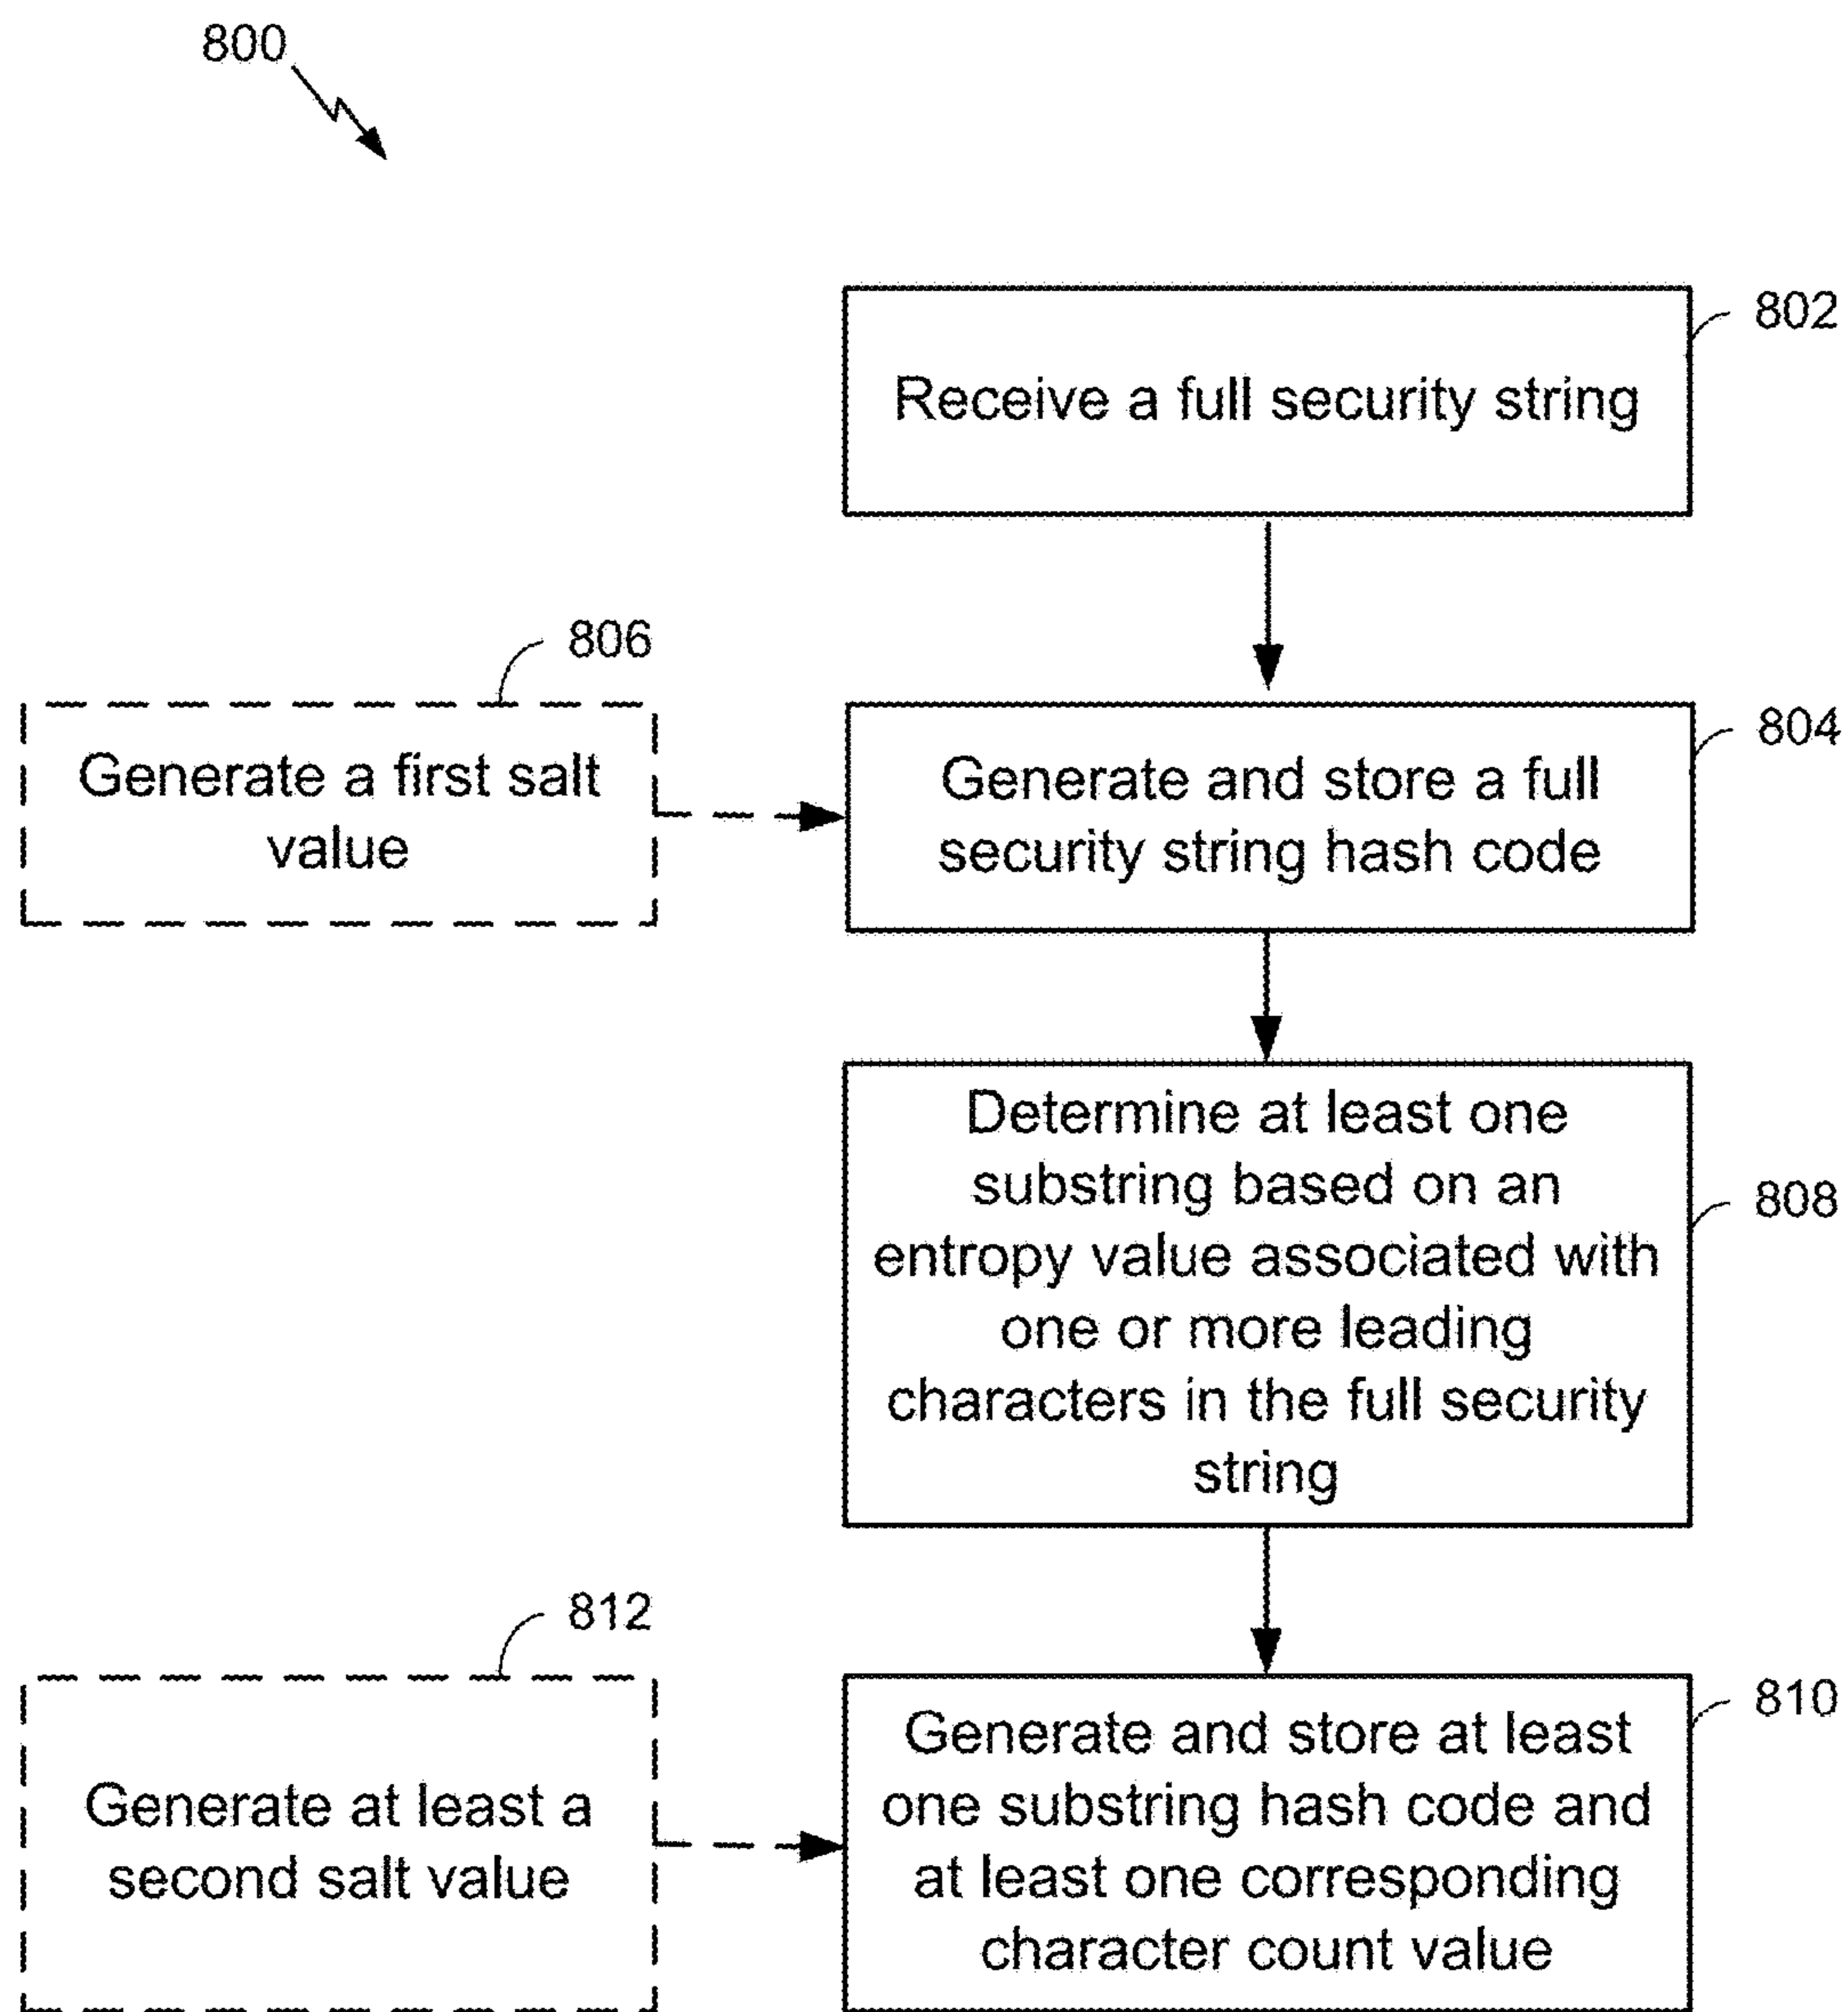 800
802
Receive a full security string
806
804
Generate a first salt
value
Generate and store a full
security string hash code
Determine at least one
substring based on an
entropy value associated with
one or more leading
characters in the full security
string
808
812
810
Generate at least a
second salt value
Generate and store at least
one substring hash code and
at least one corresponding
character count value